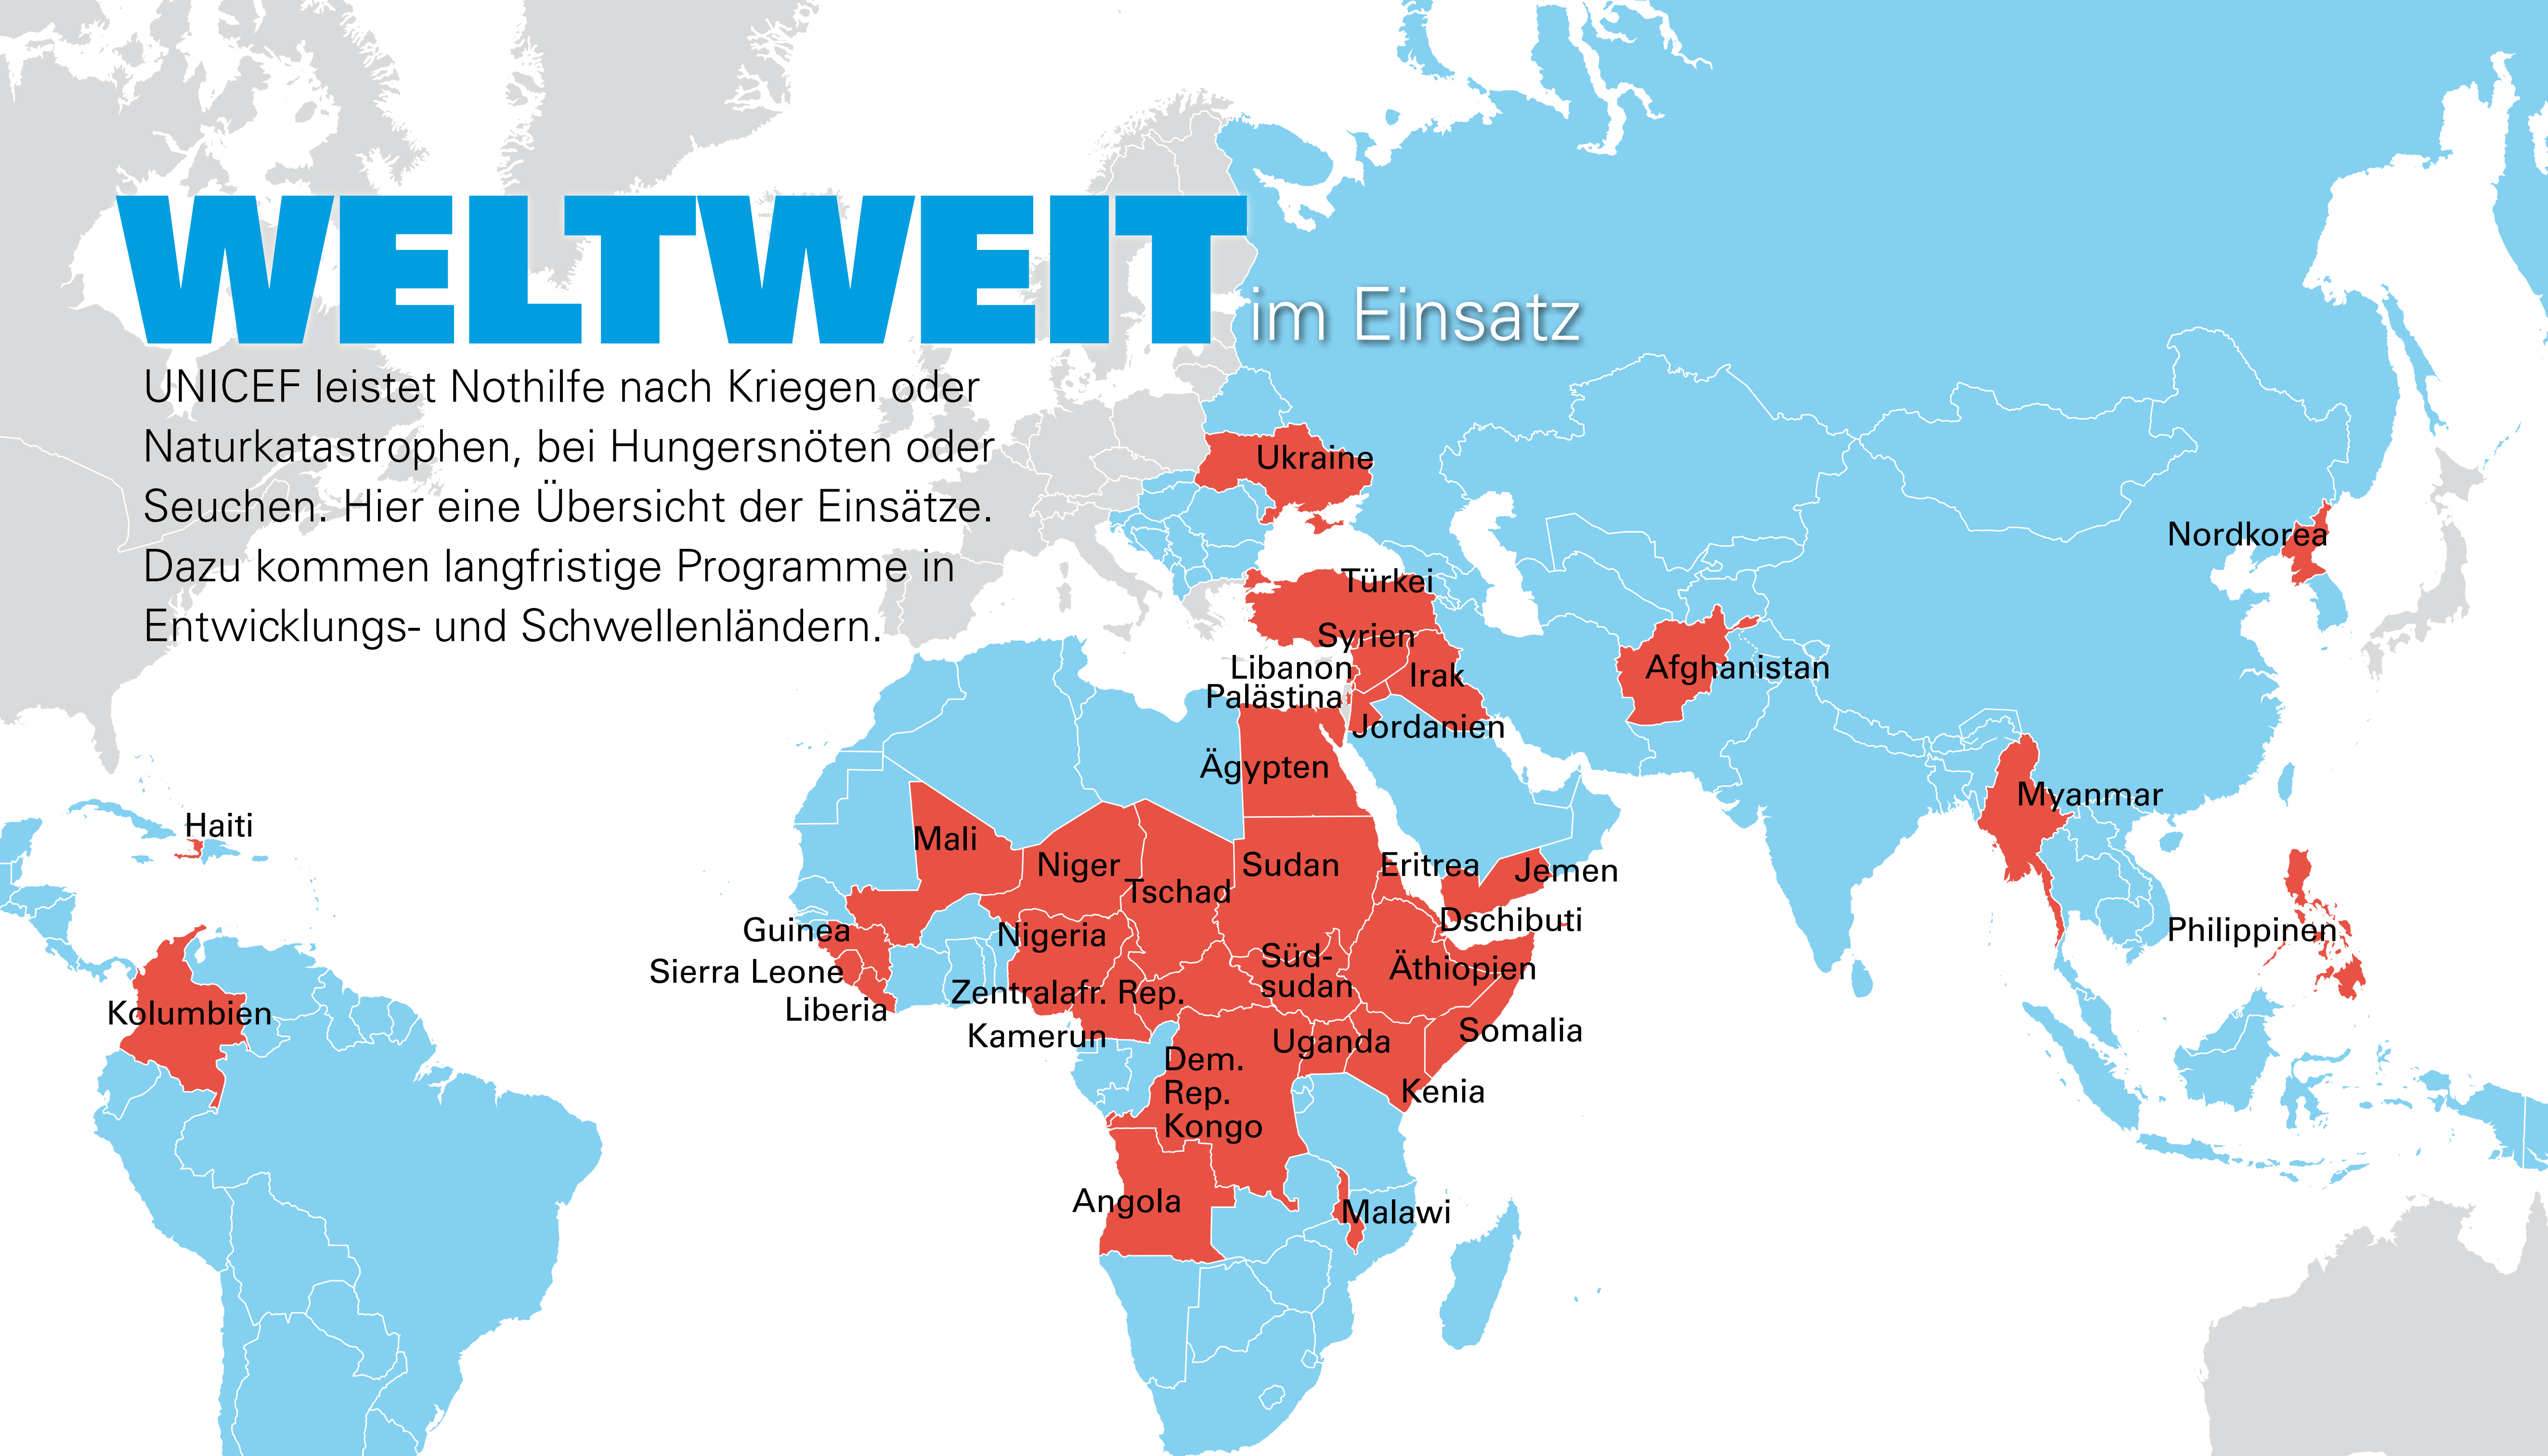 WELTWEIT im Einsatz
UNICEF leistet Nothilfe nach Kriegen oder
Naturkatastrophen, bei Hungersnöten oder
Seuchen. Hier eine Übersicht der Einsätze.
Dazu kommen langfristige Programme in
Entwicklungs- und Schwellenländern.
Ukraine
Nordkorea
Türkei
Syrien
Libanon
Irak
Afghanistan
Palästina
Jordanien
Ägypten
Myanmar
Haiti
Mali
Niger
Tschad
Sudan
Eritrea
Jemen
Dschibuti
Guinea
Nigeria
Philippinen
Sierra Leone
Süd-
sudan
Äthiopien
Liberia
Zentralafr. Rep.
Kolumbien
Kamerun
Uganda
Somalia
Dem.
Rep.
Kongo
Kenia
Angola
Malawi